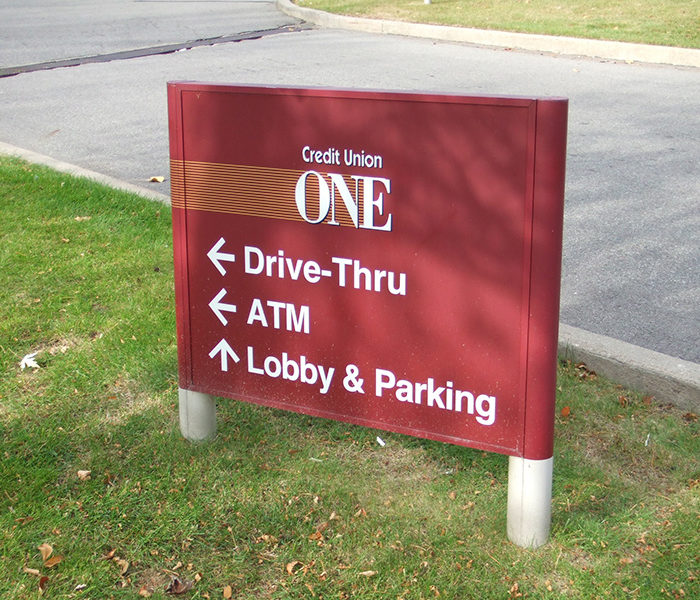 Credit Union
ONE
← Drive-Thru
← ATM
↑ Lobby & Parking